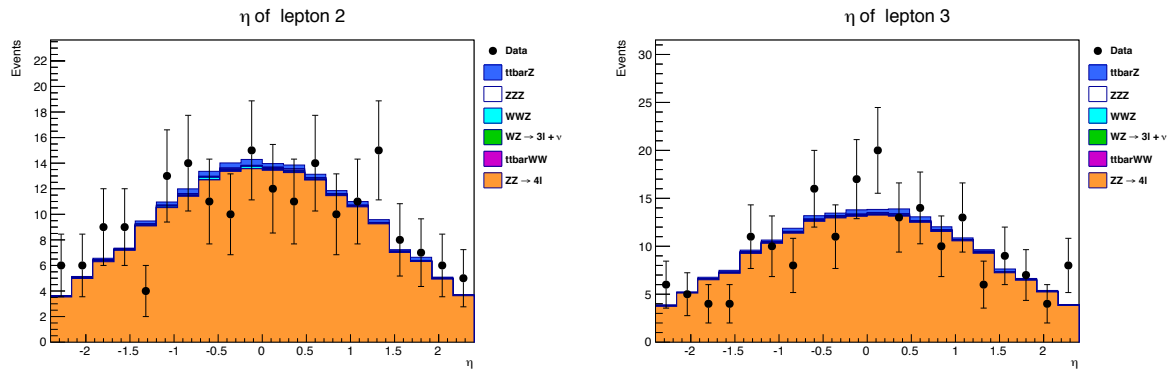 η of lepton 2
Events
22
20
18
16
14
12
10
8
6
4
2
0
-2
-1.5
-1
-0.5
0
0.5
1
1.5
2
η
Data
ttbarZ
ZZZ
WWZ
WZ → 3l + ν
ttbarWW
ZZ → 4l
η of lepton 3
Events
30
25
20
15
10
5
0
-2
-1.5
-1
-0.5
0
0.5
1
1.5
2
η
Data
ttbarZ
ZZZ
WWZ
WZ → 3l + ν
ttbarWW
ZZ → 4l